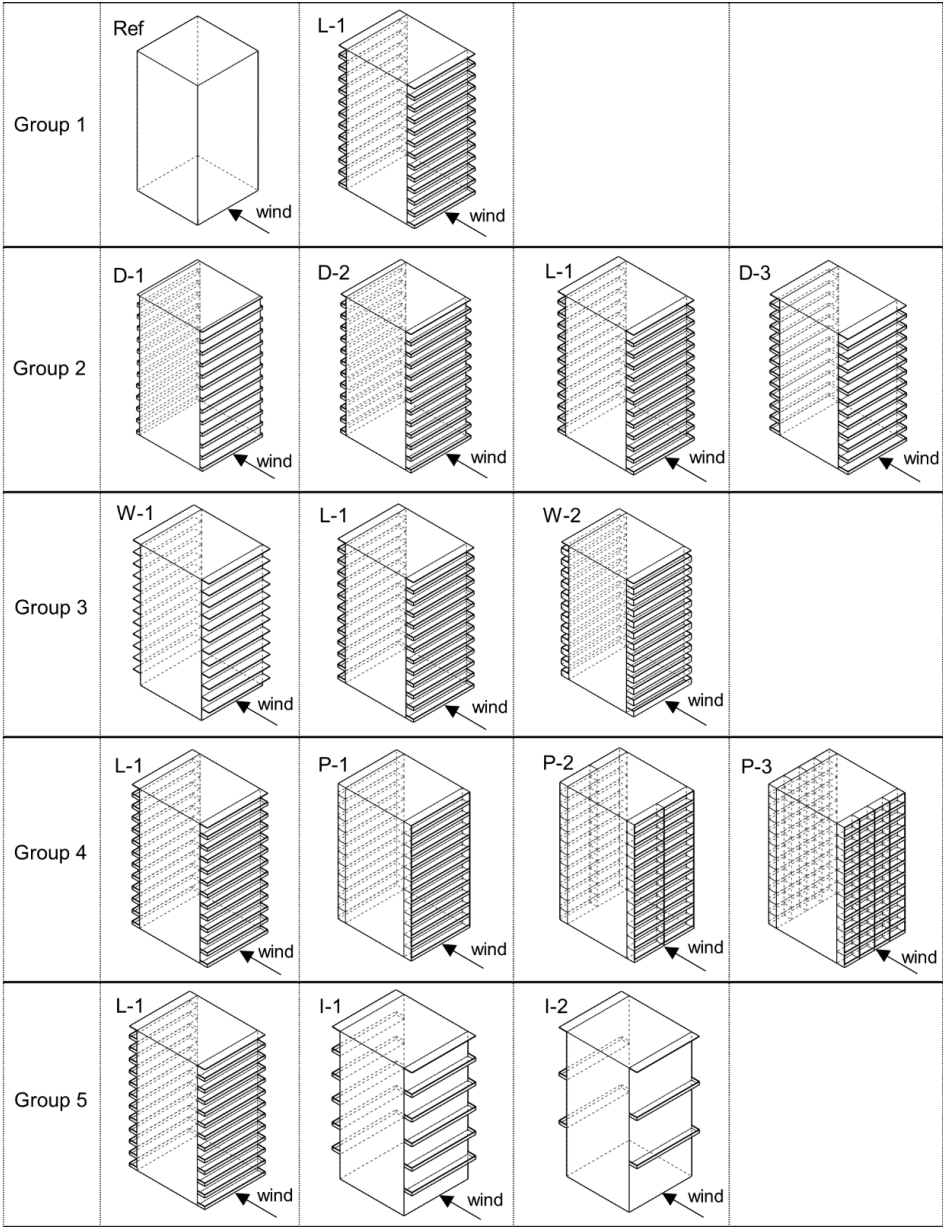 Group 1
Ref
wind
L-1
wind
Group 2
D-1
wind
D-2
wind
L-1
wind
D-3
wind
Group 3
W-1
wind
L-1
wind
W-2
wind
Group 4
L-1
wind
P-1
wind
P-2
wind
P-3
wind
Group 5
L-1
wind
I-1
wind
I-2
wind